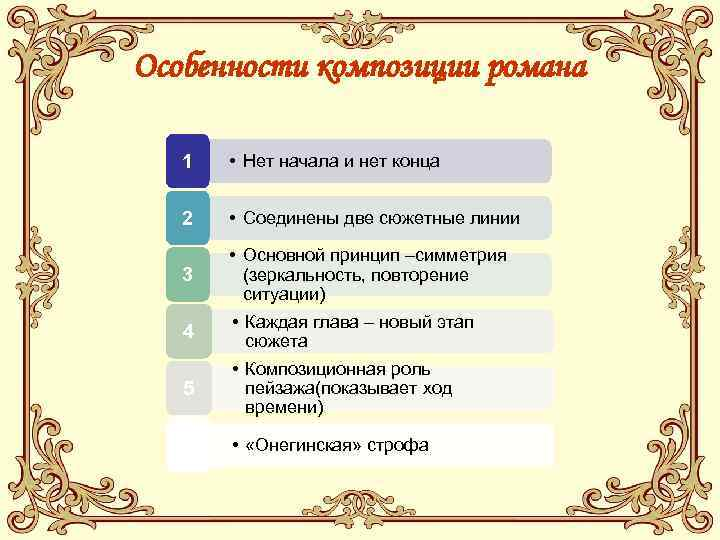 Особенности композиции романа
1
• Нет начала и нет конца
2
• Соединены две сюжетные линии
3
• Основной принцип –симметрия
(зеркальность, повторение
ситуации)
4
• Каждая глава – новый этап
сюжета
5
• Композиционная роль
пейзажа(показывает ход
времени)
• «Онегинская» строфа